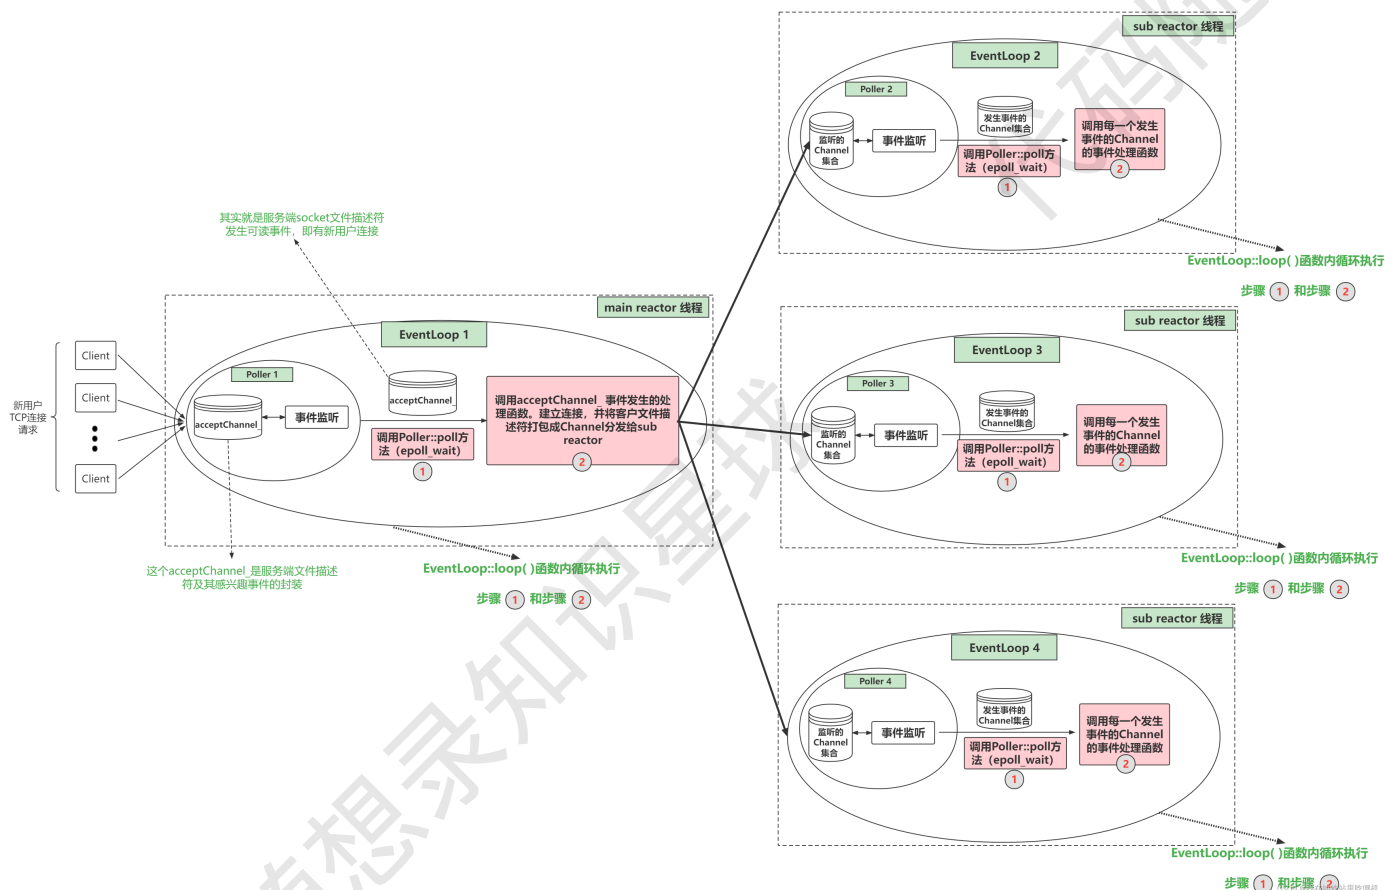 sub reactor 线程
EventLoop 2
Poller 2
监听的
Channel
集合
事件监听
发生事件的
Channel集合
调用Poller::poll方
法（epoll_wait）
1
调用每一个发生
事件的Channel
的事件处理函数
2
EventLoop::loop( )函数内循环执行
步骤 1 和步骤 2
其实就是服务端socket文件描述符
发生可读事件，即有新用户连接
main reactor 线程
EventLoop 1
Poller 1
新用户
TCP连接
请求
Client
Client
Client
acceptChannel_
事件监听
acceptChannel_
调用Poller::poll方
法（epoll_wait）
1
调用acceptChannel_ 事件发生的处
理函数。建立连接，并将客户文件描
述符打包成Channel分发给sub
reactor
2
这个acceptChannel_是服务端文件描述
符及其感兴趣事件的封装
EventLoop::loop( )函数内循环执行
步骤 1 和步骤 2
sub reactor 线程
EventLoop 3
Poller 3
监听的
Channel
集合
事件监听
发生事件的
Channel集合
调用Poller::poll方
法（epoll_wait）
1
调用每一个发生
事件的Channel
的事件处理函数
2
EventLoop::loop( )函数内循环执行
步骤 1 和步骤 2
sub reactor 线程
EventLoop 4
Poller 4
监听的
Channel
集合
事件监听
发生事件的
Channel集合
调用Poller::poll方
法（epoll_wait）
1
调用每一个发生
事件的Channel
的事件处理函数
2
EventLoop::loop( )函数内循环执行
步骤 1 和步骤 2
想录知识星球
代码